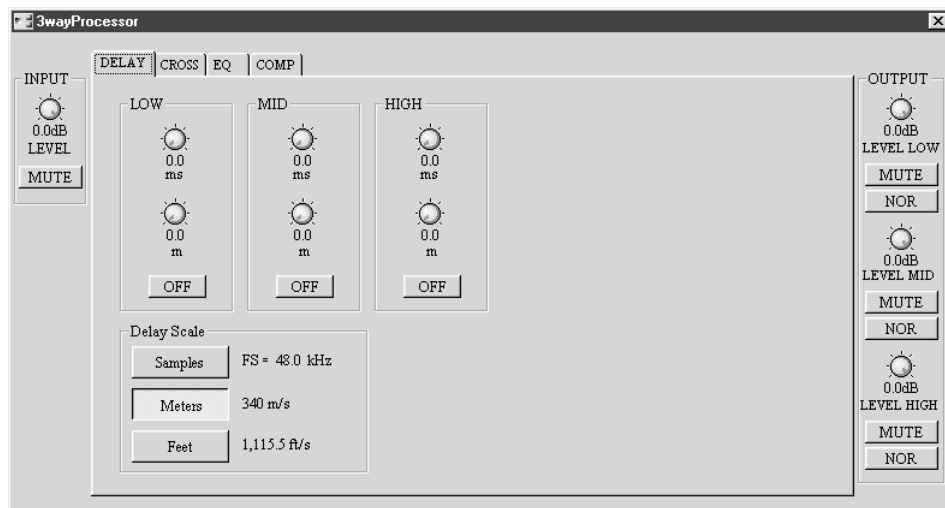 3wayProcessor
INPUT
0.0dB
LEVEL
MUTE
DELAY
CROSS
EQ
COMP
LOW
0.0
ms
0.0
m
OFF
MID
0.0
ms
0.0
m
OFF
HIGH
0.0
ms
0.0
m
OFF
Delay Scale
Samples FS = 48.0 kHz
Meters 340 m/s
Feet 1,115.5 ft/s
OUTPUT
0.0dB
LEVEL LOW
MUTE
NOR
0.0dB
LEVEL MID
MUTE
NOR
0.0dB
LEVEL HIGH
MUTE
NOR